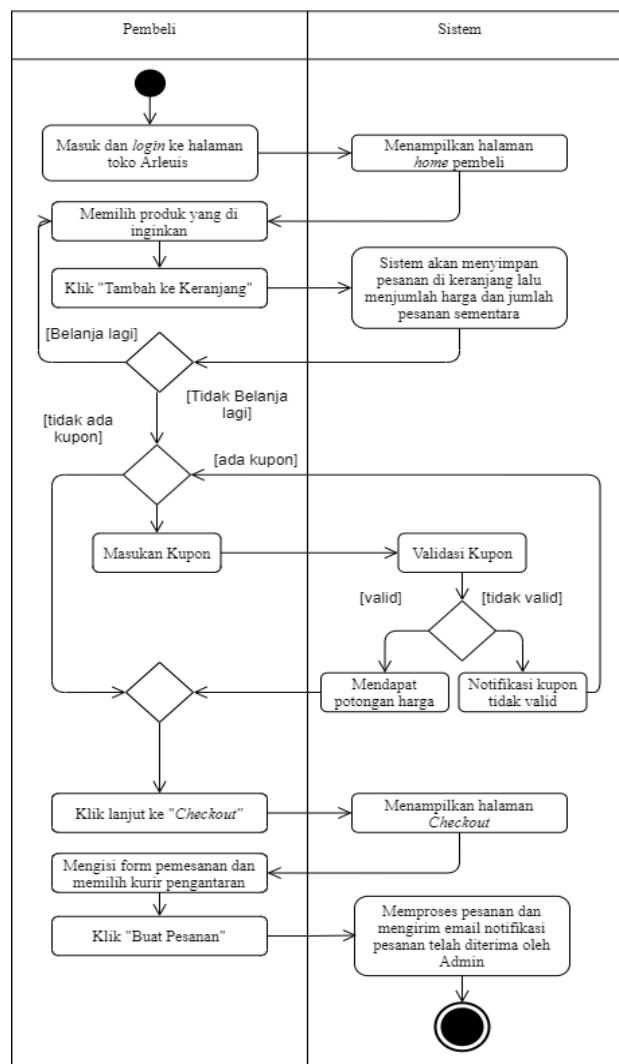 Pembeli
Sistem
Masuk dan login ke halaman
toko Arleuis
Menampilkan halaman
home pembeli
Memilih produk yang di
inginkan
Klik "Tambah ke Keranjang"
Sistem akan menyimpan
pesanan di keranjang lalu
menjumlah harga dan jumlah
pesanan sementara
[Belanja lagi]
[Tidak Belanja
lagi]
[tidak ada
kupon]
[ada kupon]
Masukan Kupon
Validasi Kupon
[valid]
[tidak valid]
Mendapat
potongan harga
Notifikasi kupon
tidak valid
Klik lanjut ke "Checkout"
Menampilkan halaman
Checkout
Mengisi form pemesanan dan
memilih kurir pengantaran
Klik "Buat Pesanan"
Memproses pesanan dan
mengirim email notifikasi
pesanan telah diterima oleh
Admin